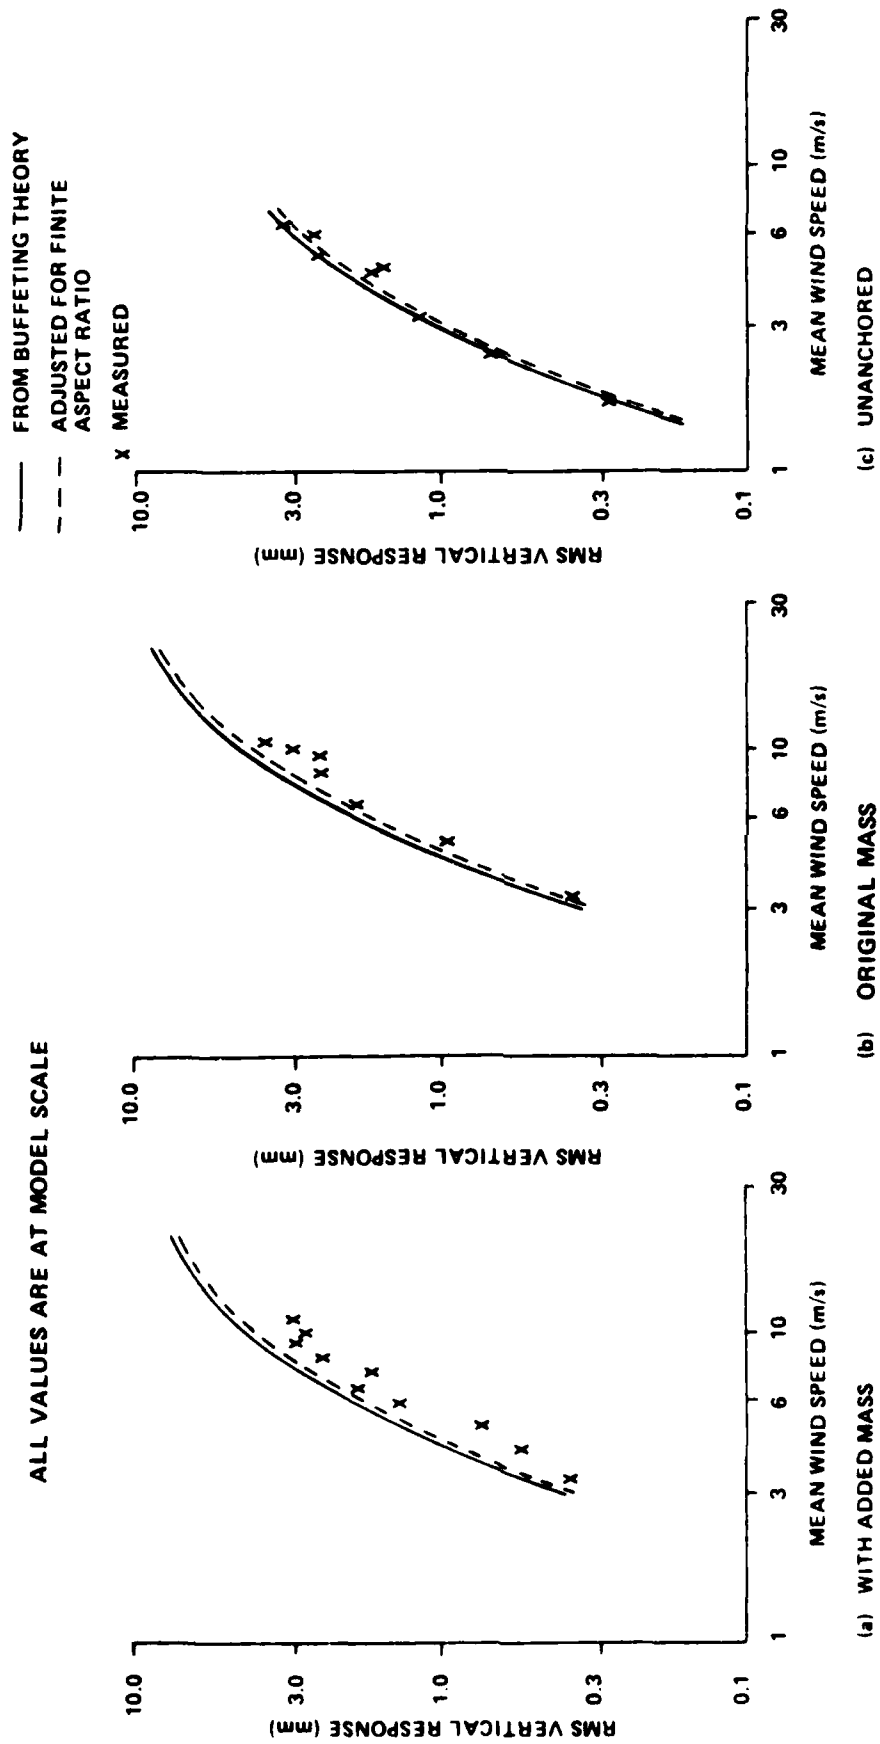 ALL VALUES ARE AT MODEL SCALE
FROM BUFFETING THEORY
ADJUSTED FOR FINITE
ASPECT RATIO
X MEASURED
10.0
3.0
1.0
0.3
0.1
RMS VERTICAL RESPONSE (mm)
1
3
6
10
30
MEAN WIND SPEED (m/s)
(a) WITH ADDED MASS
10.0
3.0
1.0
0.3
0.1
RMS VERTICAL RESPONSE (mm)
1
3
6
10
30
MEAN WIND SPEED (m/s)
(b) ORIGINAL MASS
10.0
3.0
1.0
0.3
0.1
RMS VERTICAL RESPONSE (mm)
1
3
6
10
30
MEAN WIND SPEED (m/s)
(c) UNANCHORED